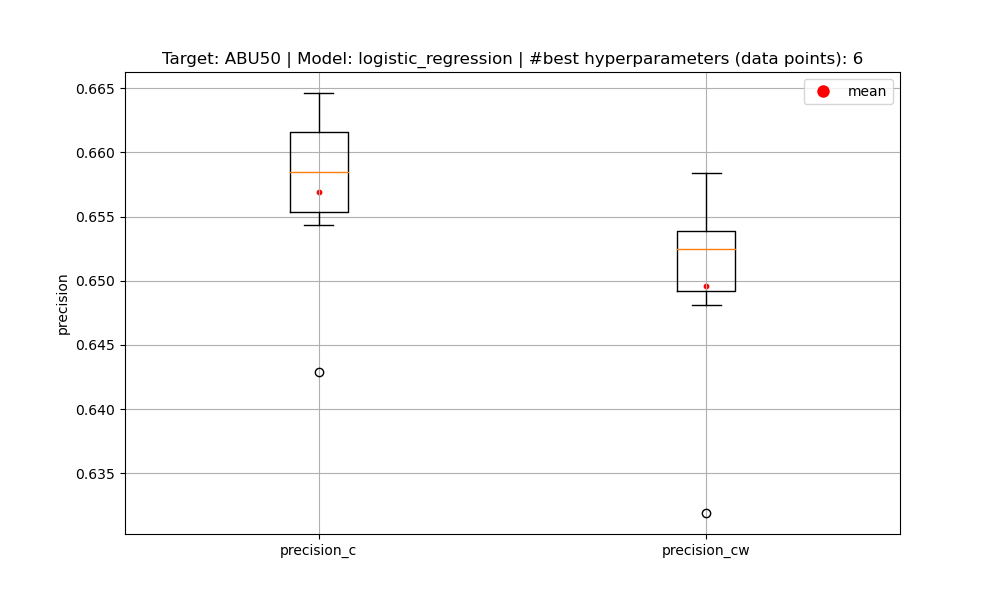 Target: ABU50 | Model: logistic_regression | #best hyperparameters (data points): 6
mean
0.665
0.660
0.655
0.650
0.645
0.640
0.635
precision
precision_c
precision_cw